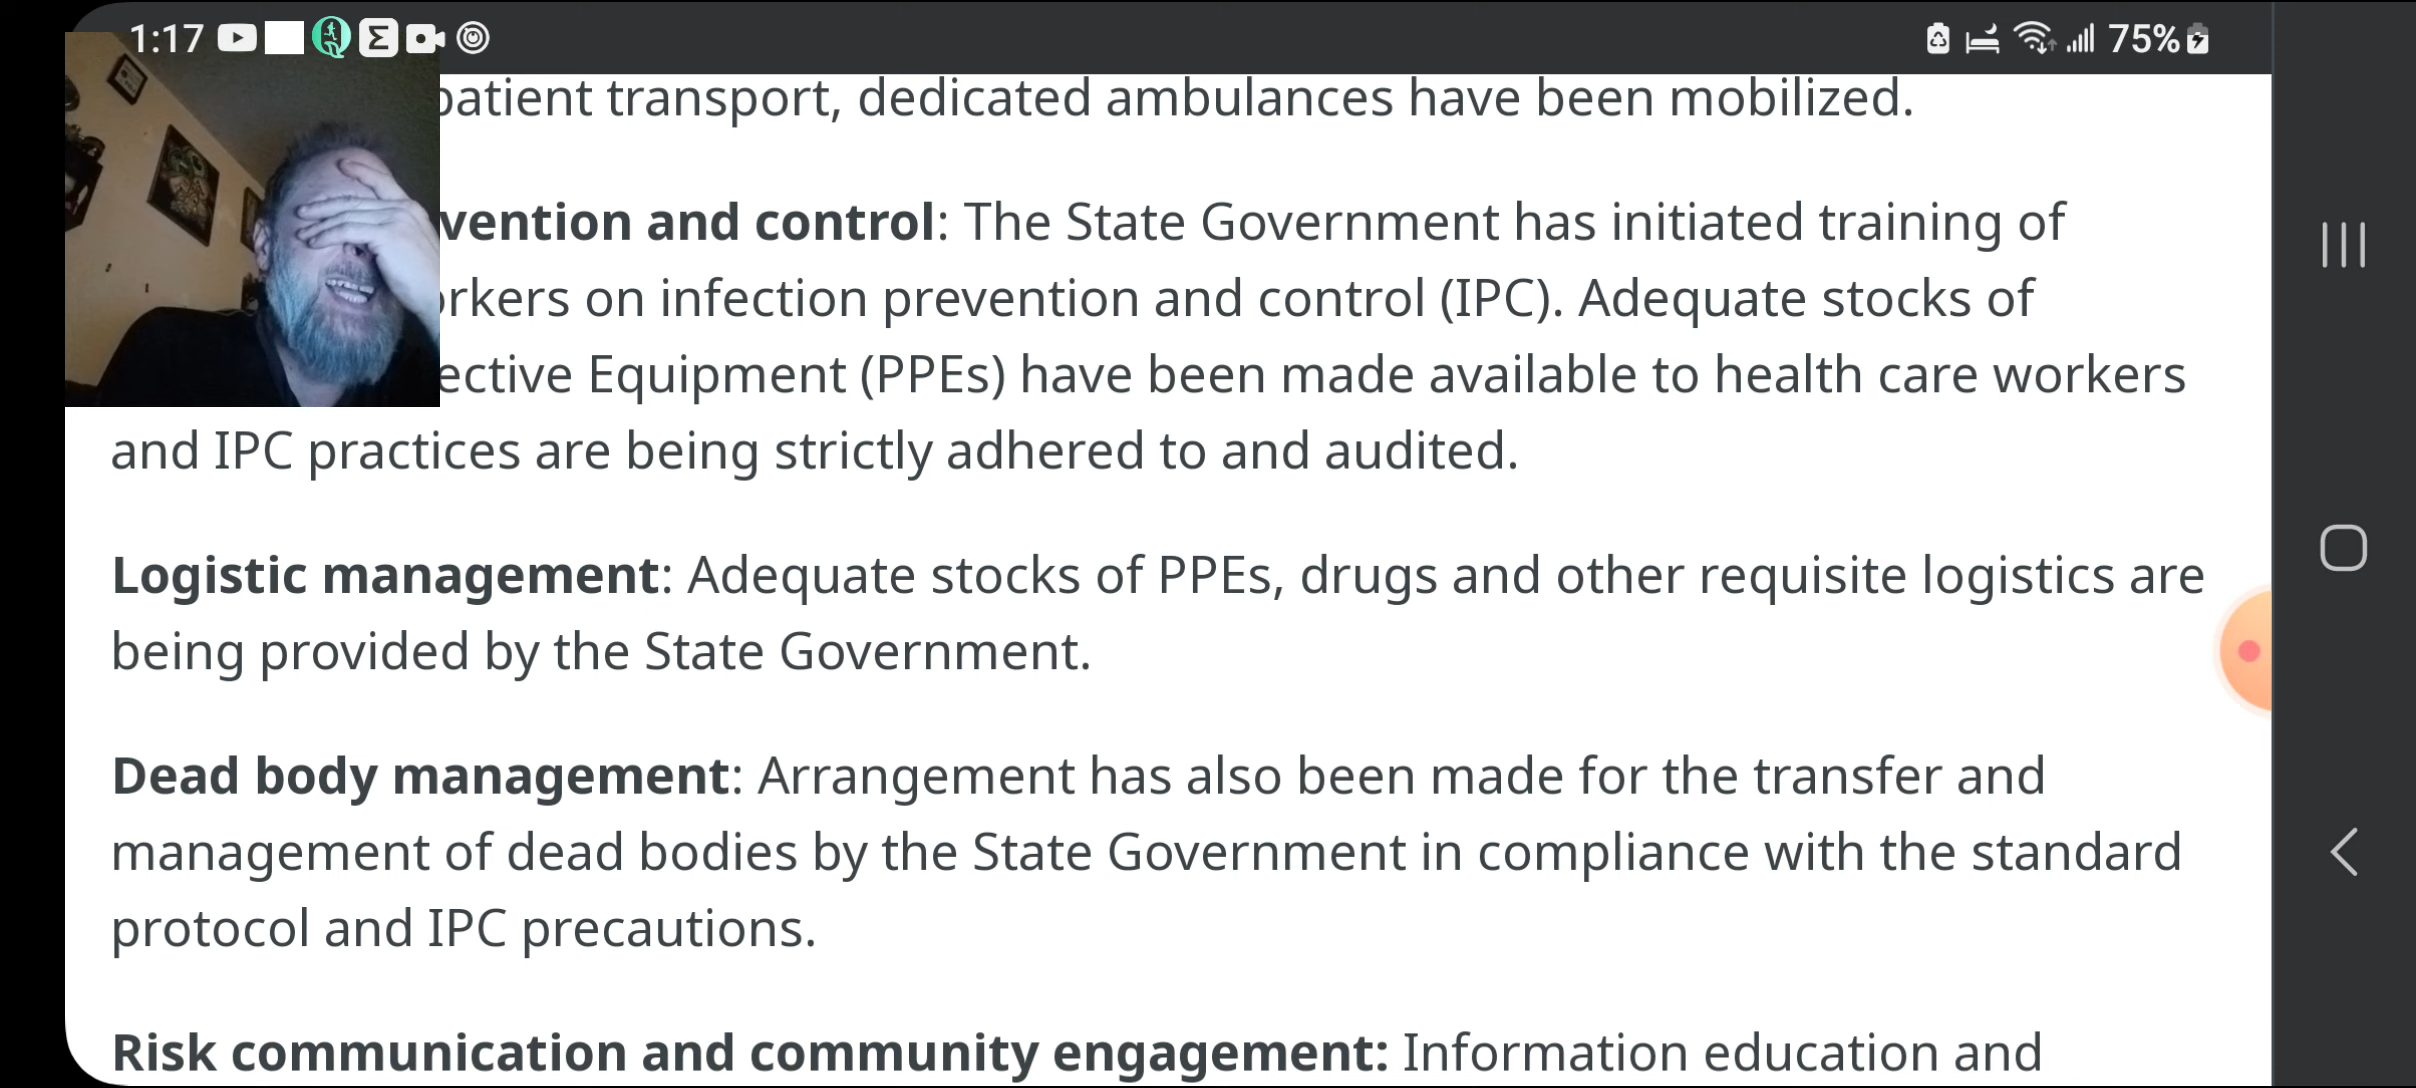 1:17
75%
patient transport, dedicated ambulances have been mobilized.
vention and control: The State Government has initiated training of
rkers on infection prevention and control (IPC). Adequate stocks of
ective Equipment (PPEs) have been made available to health care workers
and IPC practices are being strictly adhered to and audited.
Logistic management: Adequate stocks of PPEs, drugs and other requisite logistics are
being provided by the State Government.
Dead body management: Arrangement has also been made for the transfer and
management of dead bodies by the State Government in compliance with the standard
protocol and IPC precautions.
Risk communication and community engagement: Information education and